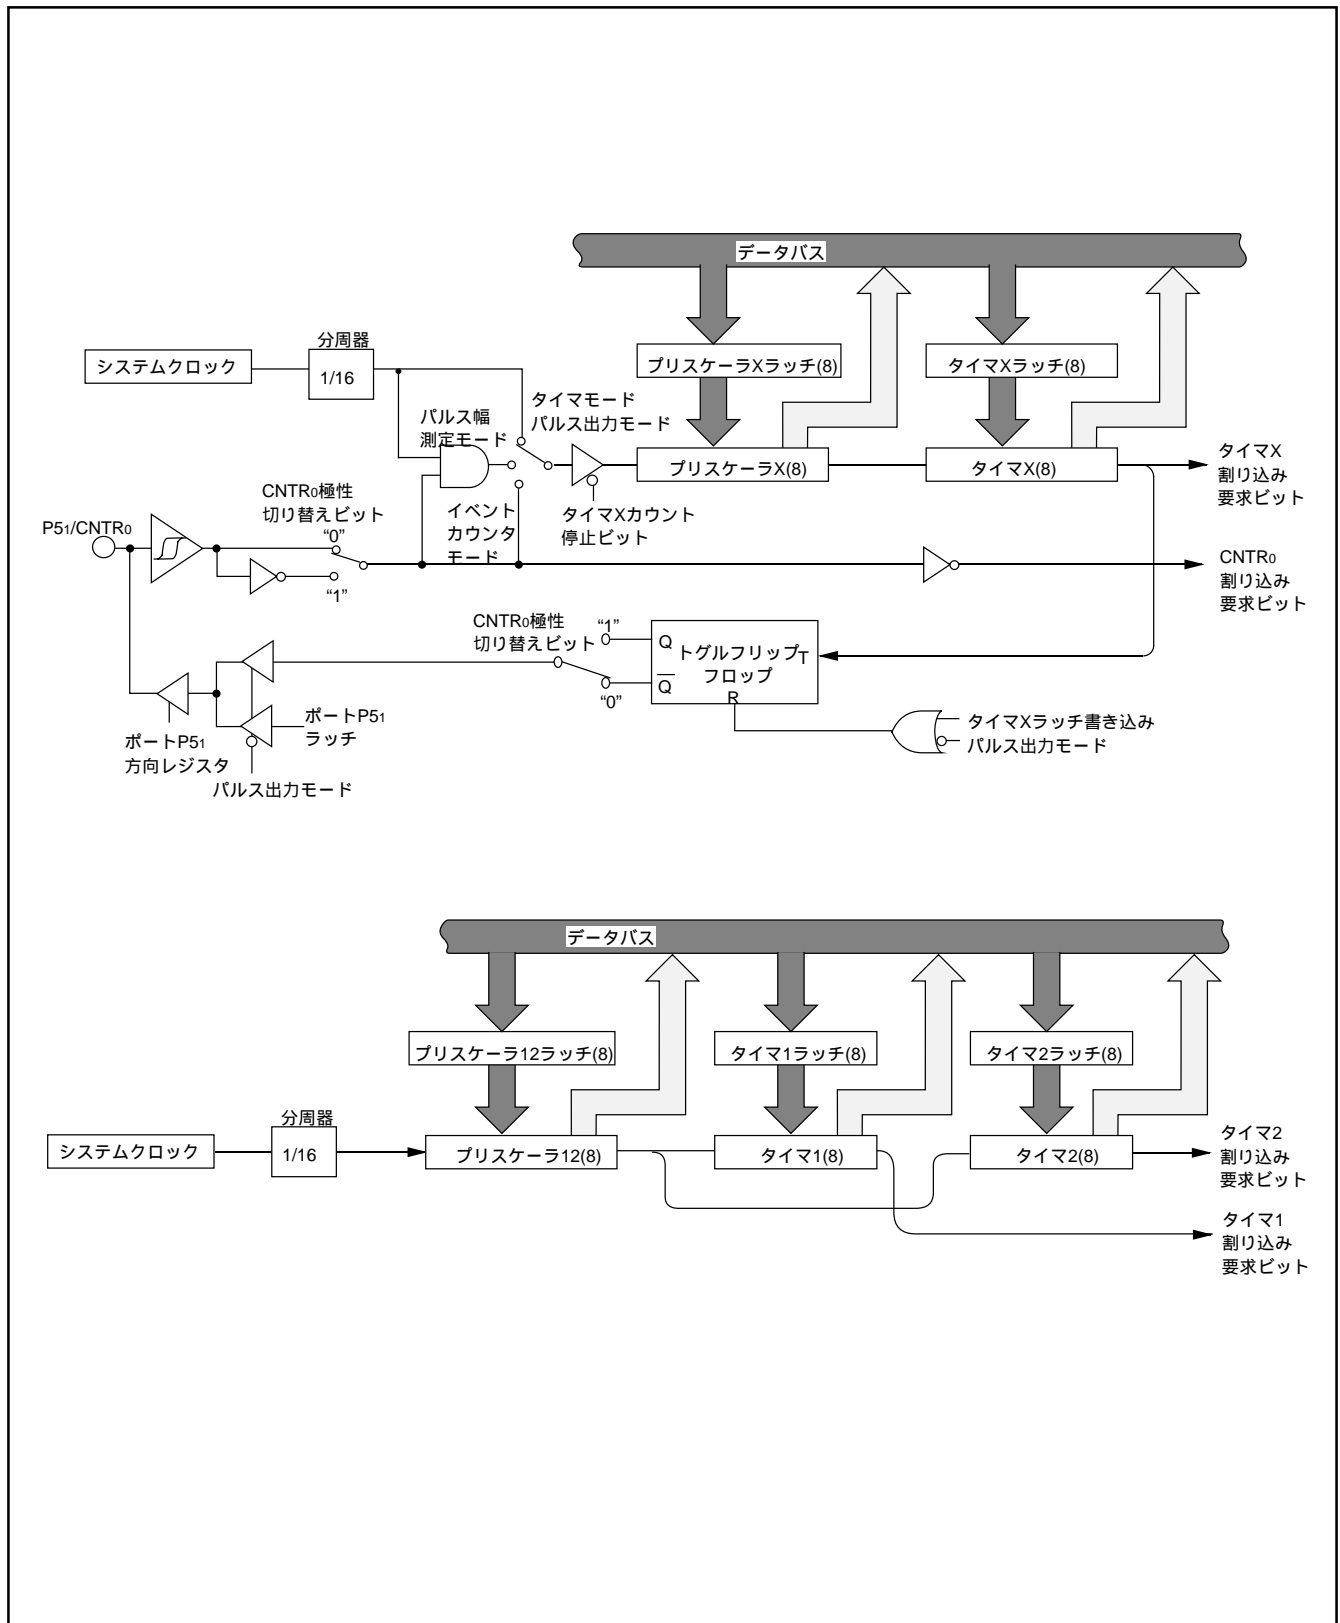 データバス
分周器
システムクロック
1/16
プリスケーラXラッチ(8)
タイマXラッチ(8)
タイマモード
パルス出力モード
パルス幅
測定モード
プリスケーラX(8)
タイマX(8)
タイマX
割り込み
要求ビット
CNTR0極性
切り替えビット
P51/CNTR0
“0”
“1”
イベント
カウンタ
モード
タイマXカウント
停止ビット
CNTR0
割り込み
要求ビット
CNTR0極性
切り替えビット
“1”
“0”
Q
Q
トグルフリップ
フロップ
T
R
ポートP51
ラッチ
ポートP51
方向レジスタ
パルス出力モード
タイマXラッチ書き込み
パルス出力モード
データバス
プリスケーラ12ラッチ(8)
タイマ1ラッチ(8)
タイマ2ラッチ(8)
分周器
システムクロック
1/16
プリスケーラ12(8)
タイマ1(8)
タイマ2(8)
タイマ2
割り込み
要求ビット
タイマ1
割り込み
要求ビット